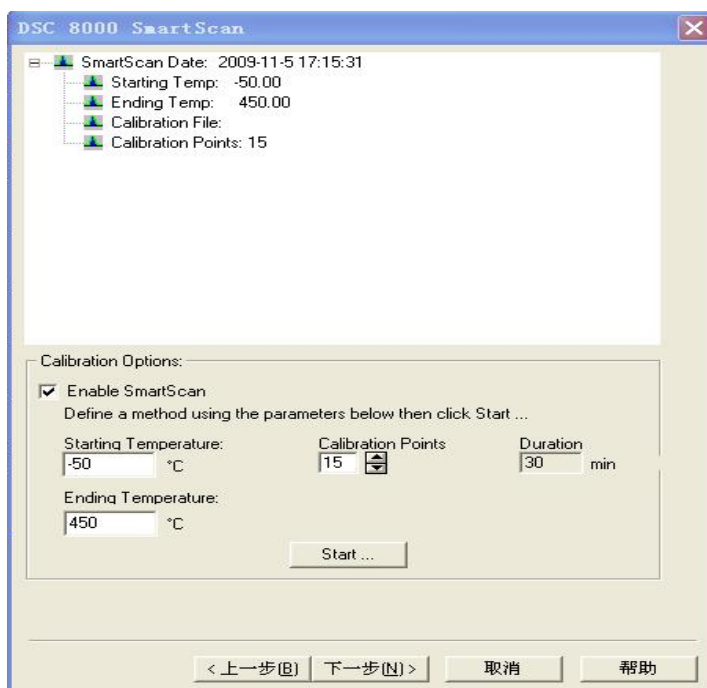 DSC 8000 SmartScan
SmartScan Date: 2009-11-5 17:15:31
Starting Temp: -50.00
Ending Temp: 450.00
Calibration File:
Calibration Points: 15
Calibration Options:
Enable SmartScan
Define a method using the parameters below then click Start ...
Starting Temperature: Calibration Points Duration
-50 °C 15 30 min
Ending Temperature:
450 °C
Start ...
< 上一步(B) 下一步(N) > 取消 帮助